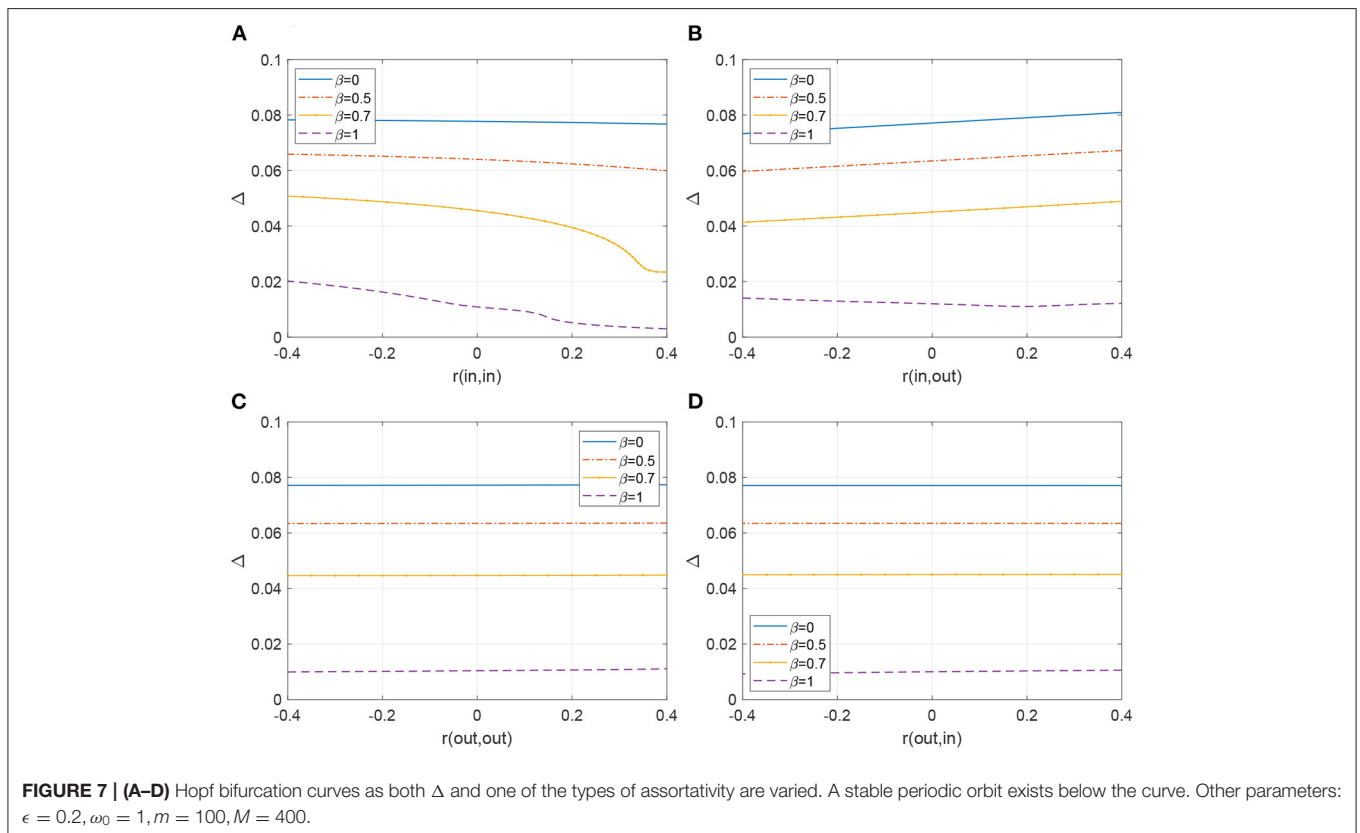 A
0.1
0.08
0.06
0.04
0.02
0
Δ
β=0
β=0.5
β=0.7
β=1
-0.4
-0.2
0
0.2
0.4
r(in,in)
B
0.1
0.08
0.06
0.04
0.02
0
Δ
β=0
β=0.5
β=0.7
β=1
-0.4
-0.2
0
0.2
0.4
r(in,out)
C
0.1
0.08
0.06
0.04
0.02
0
Δ
β=0
β=0.5
β=0.7
β=1
-0.4
-0.2
0
0.2
0.4
r(out,out)
D
0.1
0.08
0.06
0.04
0.02
0
Δ
β=0
β=0.5
β=0.7
β=1
-0.4
-0.2
0
0.2
0.4
r(out,in)
FIGURE 7 | (A–D) Hopf bifurcation curves as both Δ and one of the types of assortativity are varied. A stable periodic orbit exists below the curve. Other parameters:
ϵ = 0.2, ω₀ = 1, m = 100, M = 400.